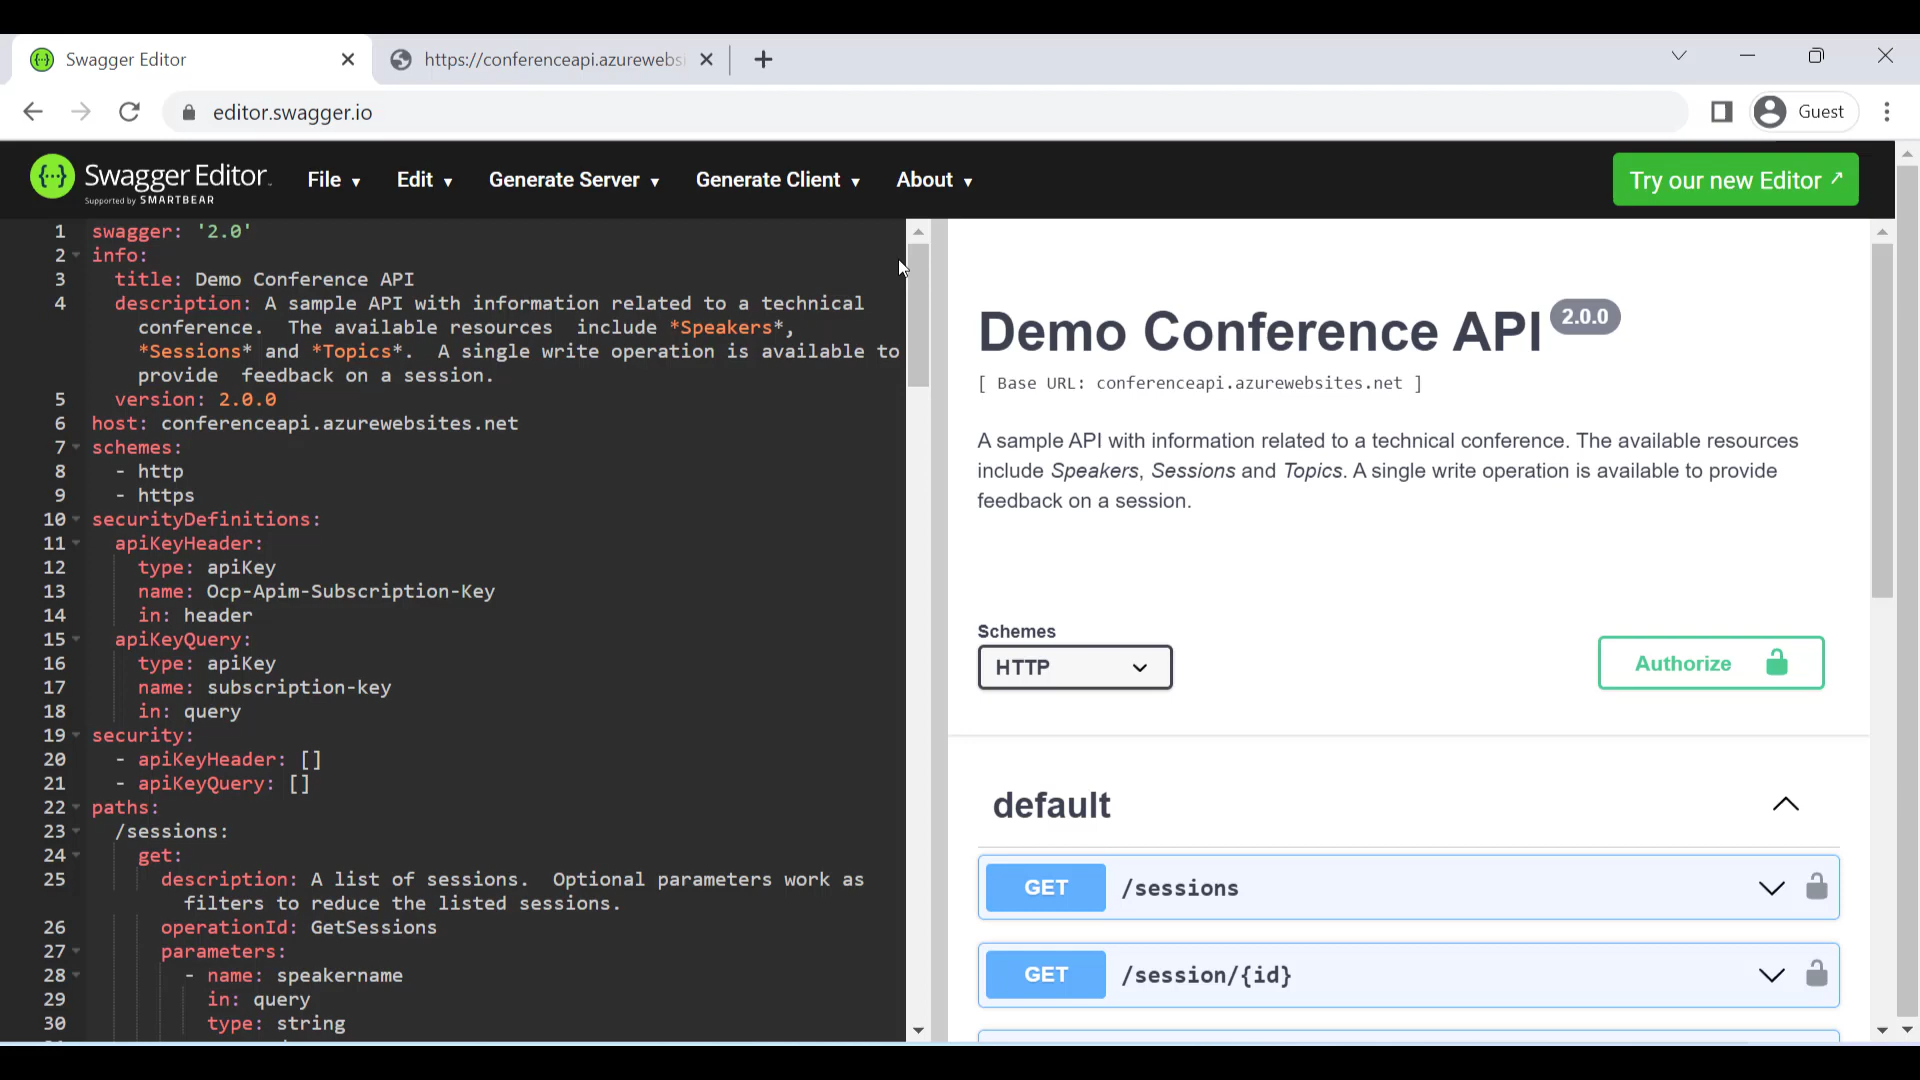 Swagger Editor
https://conferenceapi.azurewebsi
editor.swagger.io
Guest
Swagger Editor
Supported by SMARTBEAR
File
Edit
Generate Server
Generate Client
About
Try our new Editor
1 swagger: '2.0'
2 info:
3 title: Demo Conference API
4 description: A sample API with information related to a technical
conference.  The available resources  include *Speakers*,
*Sessions* and *Topics*.  A single write operation is available to
provide  feedback on a session.
5 version: 2.0.0
6 host: conferenceapi.azurewebsites.net
7 schemes:
8 - http
9 - https
10 securityDefinitions:
11 apiKeyHeader:
12 type: apiKey
13 name: Ocp-Apim-Subscription-Key
14 in: header
15 apiKeyQuery:
16 type: apiKey
17 name: subscription-key
18 in: query
19 security:
20 - apiKeyHeader: []
21 - apiKeyQuery: []
22 paths:
23 /sessions:
24 get:
25 description: A list of sessions.  Optional parameters work as
filters to reduce the listed sessions.
26 operationId: GetSessions
27 parameters:
28 - name: speakername
29 in: query
30 type: string
Demo Conference API 2.0.0
[ Base URL: conferenceapi.azurewebsites.net ]
A sample API with information related to a technical conference. The available resources
include Speakers, Sessions and Topics. A single write operation is available to provide
feedback on a session.
Schemes
HTTP
Authorize
default
GET /sessions
GET /session/{id}